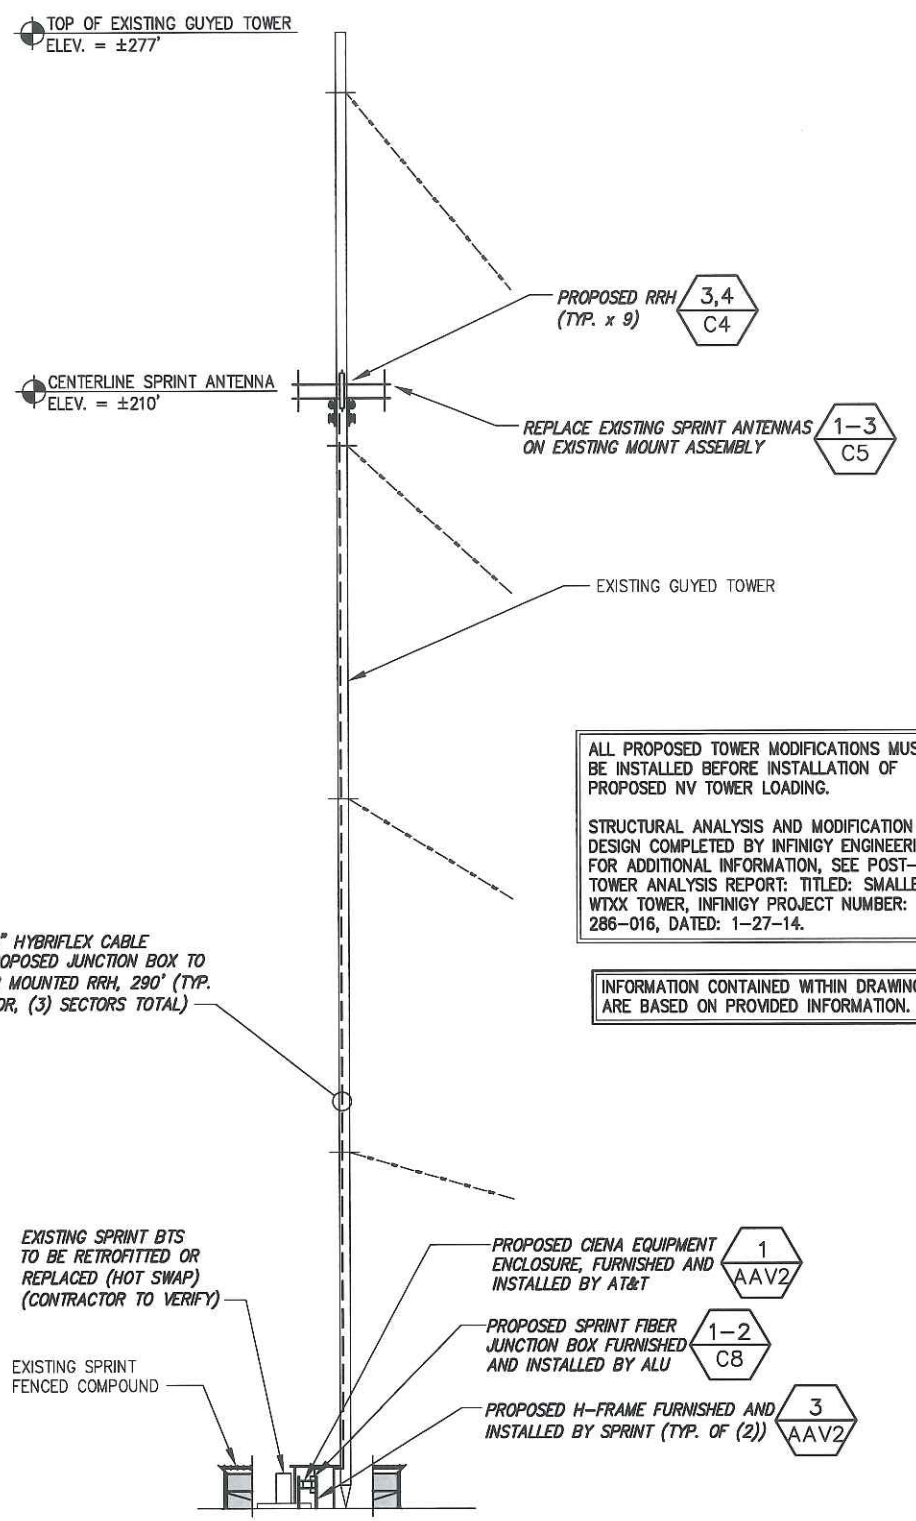 TOP OF EXISTING GUYED TOWER
ELEV. = ±277'
PROPOSED RRH
(TYP. x 9)
3,4
C4
CENTERLINE SPRINT ANTENNA
ELEV. = ±210'
REPLACE EXISTING SPRINT ANTENNAS
ON EXISTING MOUNT ASSEMBLY
1-3
C5
EXISTING GUYED TOWER
ALL PROPOSED TOWER MODIFICATIONS MUS
BE INSTALLED BEFORE INSTALLATION OF
PROPOSED NV TOWER LOADING.
STRUCTURAL ANALYSIS AND MODIFICATION
DESIGN COMPLETED BY INFINIGY ENGINEERI
FOR ADDITIONAL INFORMATION, SEE POST-
TOWER ANALYSIS REPORT: TITLED: SMALLE
WTXX TOWER, INFINIGY PROJECT NUMBER:
286-016, DATED: 1-27-14.
" HYBRIFLEX CABLE
OPOSED JUNCTION BOX TO
MOUNTED RRH, 290' (TYP.
OR, (3) SECTORS TOTAL)
INFORMATION CONTAINED WITHIN DRAWING
ARE BASED ON PROVIDED INFORMATION.
EXISTING SPRINT BTS
TO BE RETROFITTED OR
REPLACED (HOT SWAP)
(CONTRACTOR TO VERIFY)
PROPOSED CIENA EQUIPMENT
ENCLOSURE, FURNISHED AND
INSTALLED BY AT&T
1
AAV2
PROPOSED SPRINT FIBER
JUNCTION BOX FURNISHED
AND INSTALLED BY ALU
1-2
C8
EXISTING SPRINT
FENCED COMPOUND
PROPOSED H-FRAME FURNISHED AND
INSTALLED BY SPRINT (TYP. OF (2))
3
AAV2